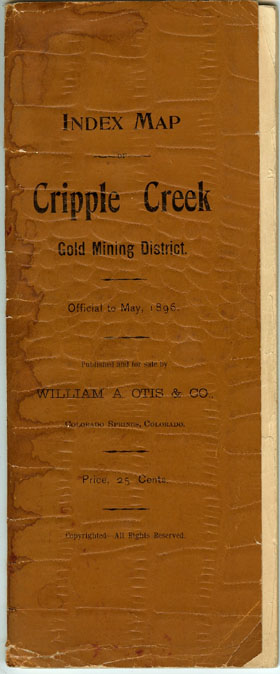 INDEX MAP
OF
Cripple Creek
Gold Mining District.
Official to May, 1896.
Published and for sale by
WILLIAM A. OTIS & CO.,
COLORADO SPRINGS, COLORADO.
Price, 25 Cents.
Copyrighted- All Rights Reserved.